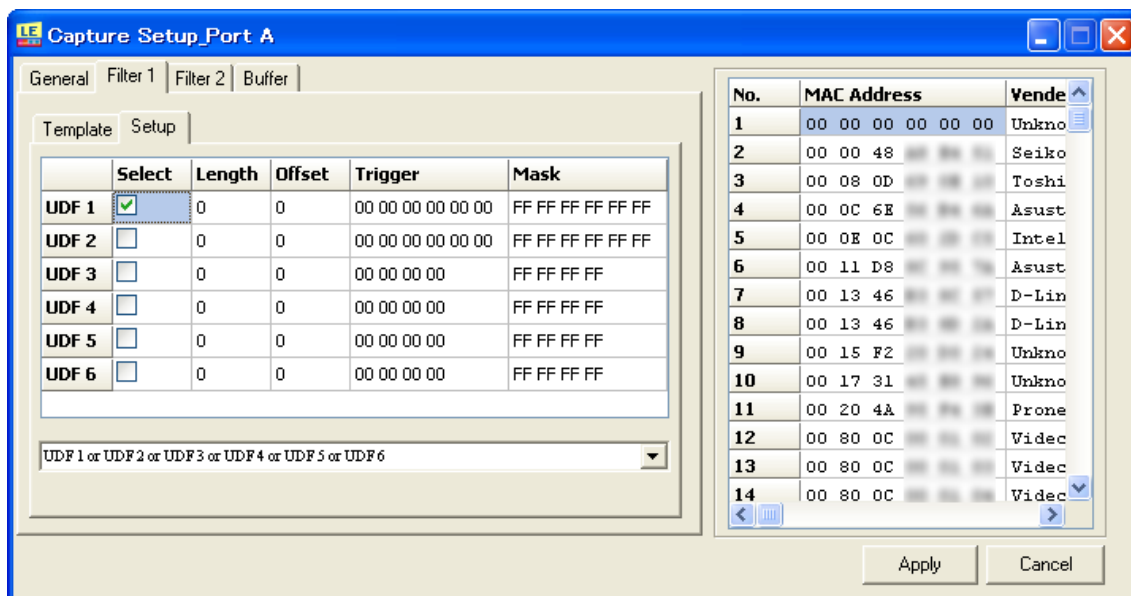 LE Capture Setup_Port A
General Filter 1 Filter 2 Buffer
Template Setup
Select Length Offset Trigger Mask
UDF 1 0 0 00 00 00 00 00 00 FF FF FF FF FF FF
UDF 2 0 0 00 00 00 00 00 00 FF FF FF FF FF FF
UDF 3 0 0 00 00 00 00 FF FF FF FF
UDF 4 0 0 00 00 00 00 FF FF FF FF
UDF 5 0 0 00 00 00 00 FF FF FF FF
UDF 6 0 0 00 00 00 00 FF FF FF FF
UDF 1 or UDF 2 or UDF 3 or UDF 4 or UDF 5 or UDF 6
No. MAC Address Vende
1 00 00 00 00 00 00 Unkno
2 00 00 48 Seiko
3 00 08 0D Toshi
4 00 0C 6E Asust
5 00 0E 0C Intel
6 00 11 D8 Asust
7 00 13 46 D-Lin
8 00 13 46 D-Lin
9 00 15 F2 Unkno
10 00 17 31 Unkno
11 00 20 4A Prone
12 00 80 0C Videc
13 00 80 0C Videc
14 00 80 0C Videc
Apply Cancel